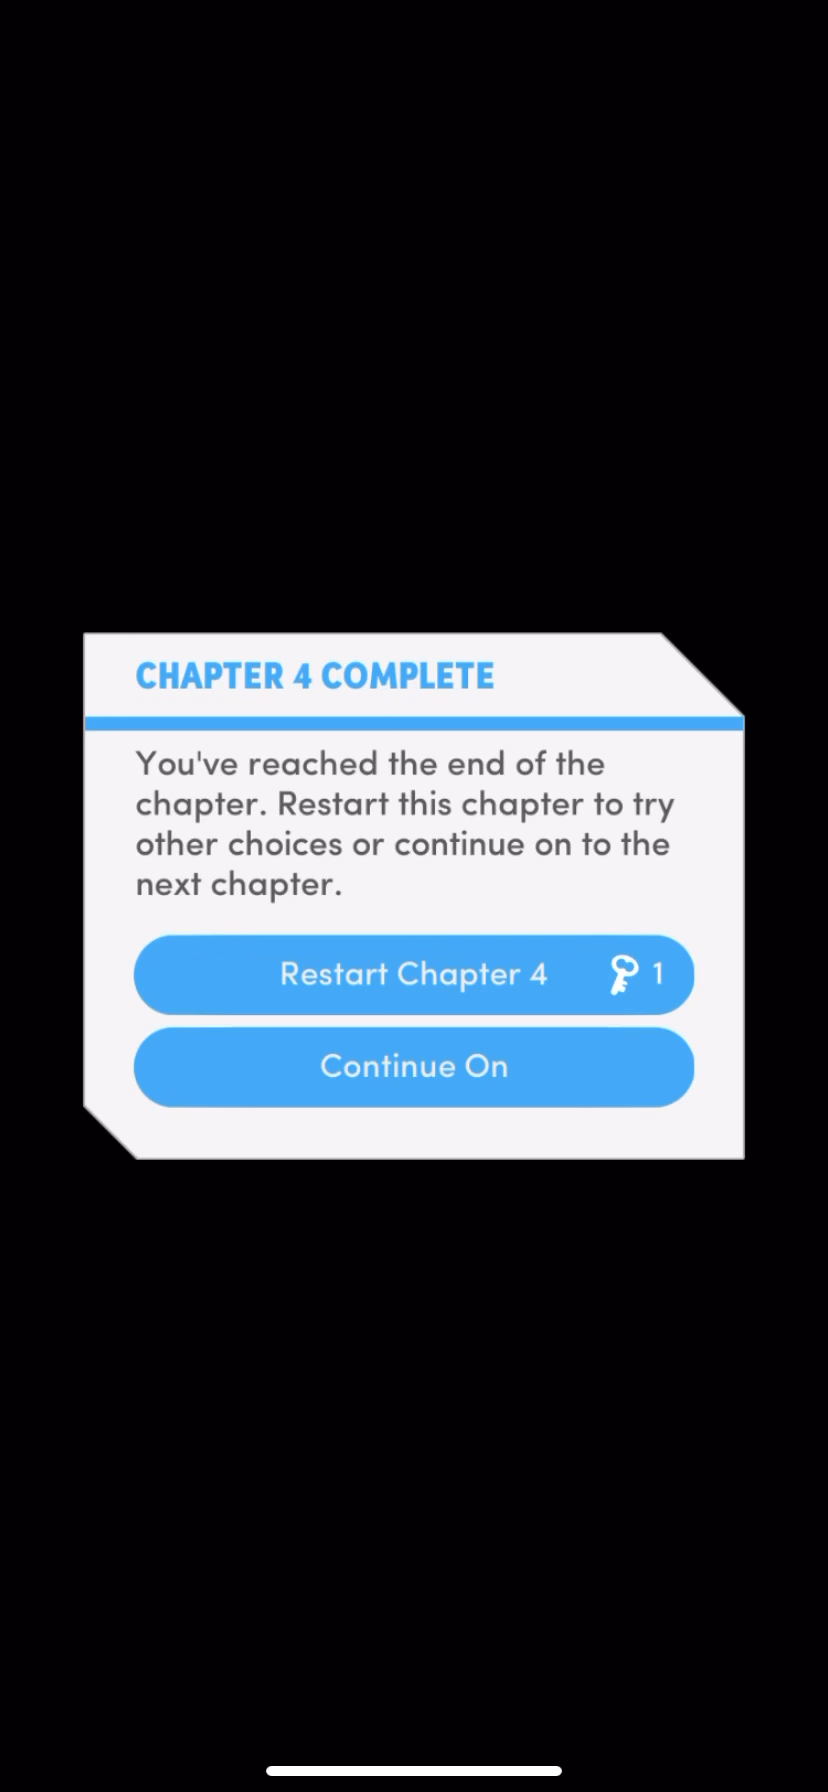 CHAPTER 4 COMPLETE
You've reached the end of the
chapter. Restart this chapter to try
other choices or continue on to the
next chapter.
Restart Chapter 4 1
Continue On